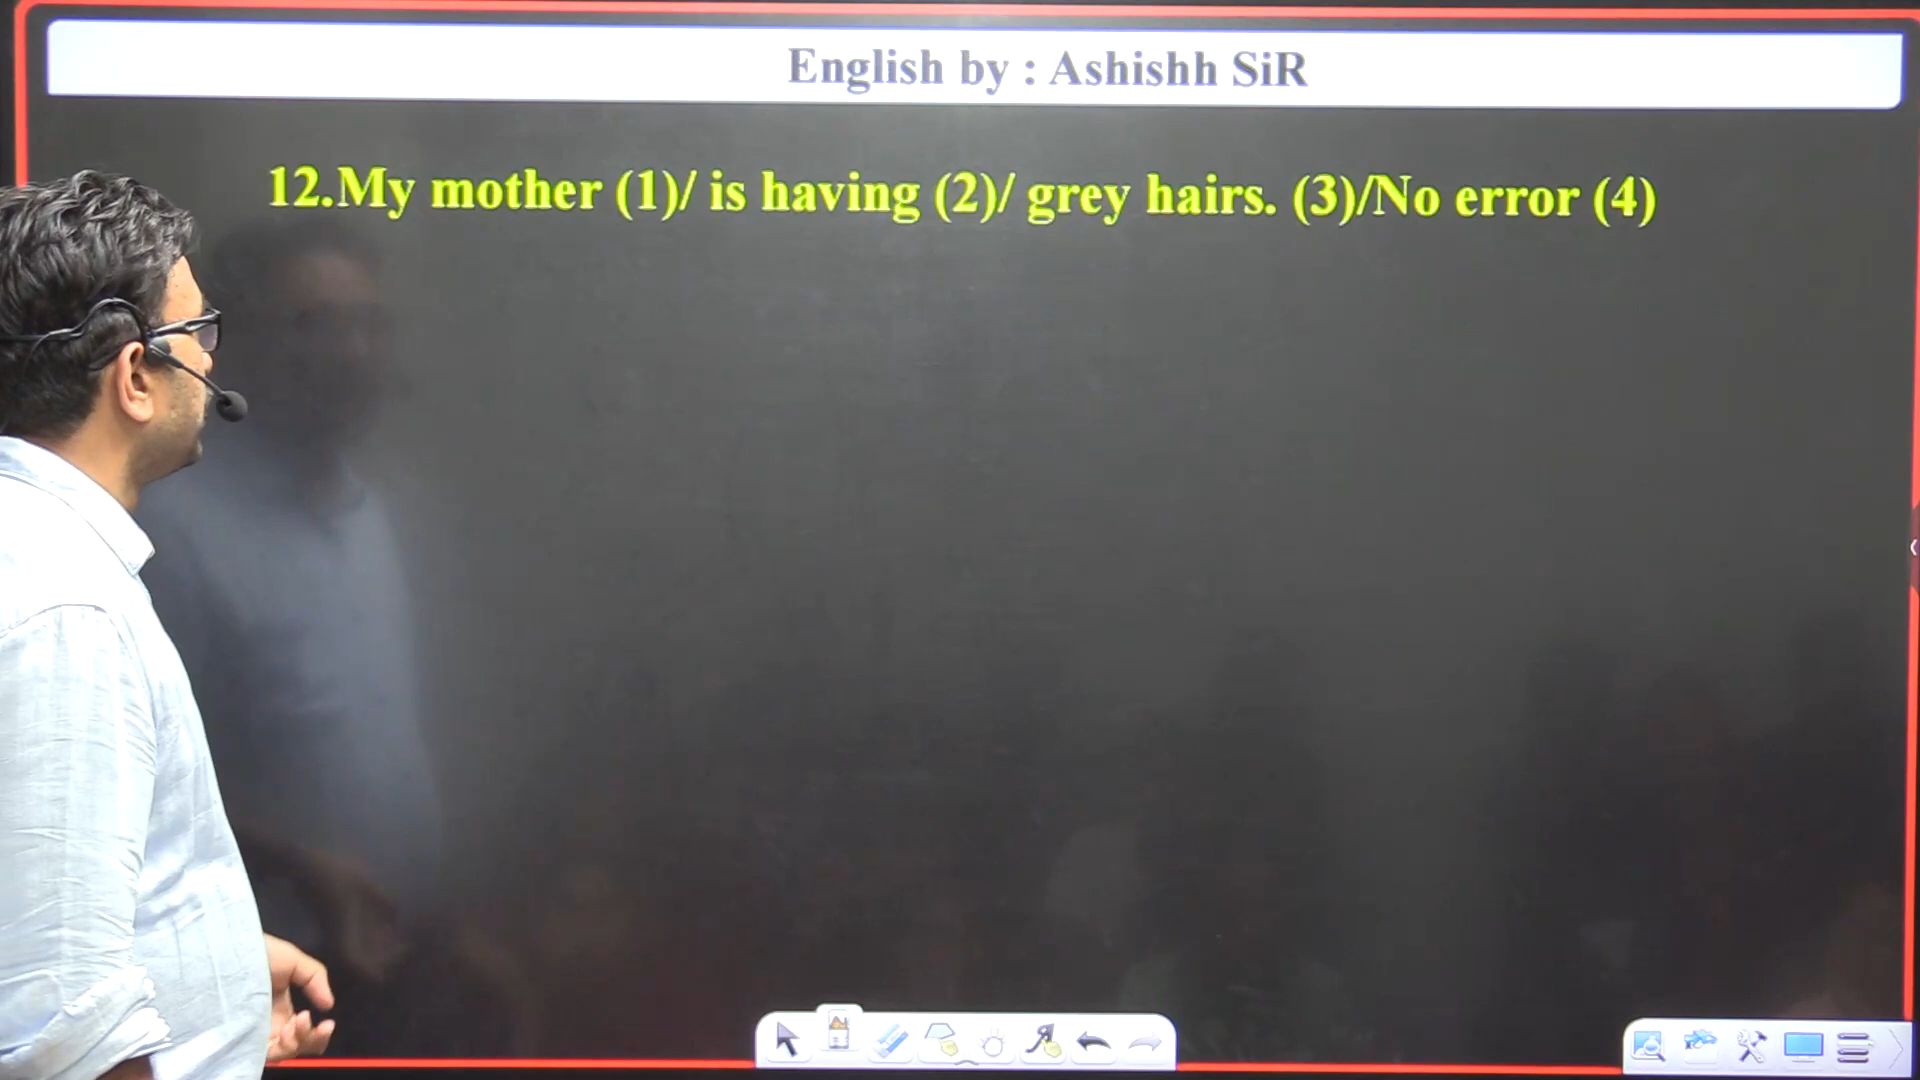 English by : Ashishh SiR
12.My mother (1)/ is having (2)/ grey hairs. (3)/No error (4)